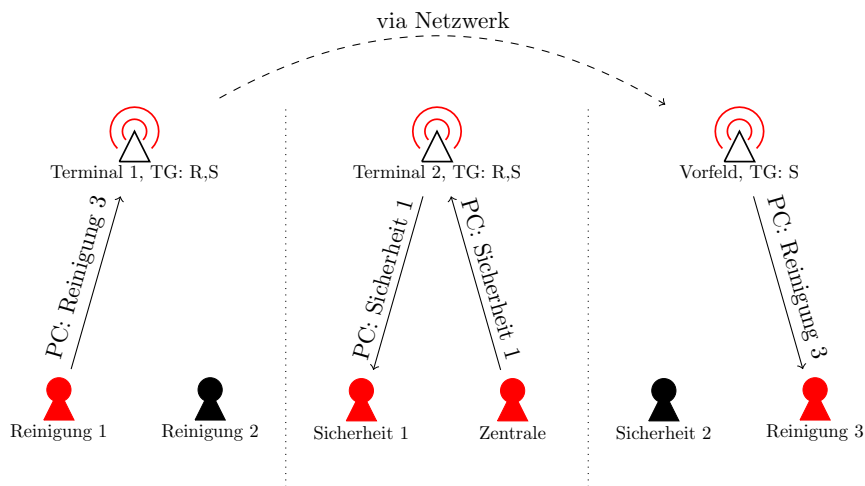 via Netzwerk
Terminal 1, TG: R,S
Terminal 2, TG: R,S
Vorfeld, TG: S
PC: Reinigung 3
PC: Sicherheit 1
PC: Sicherheit 1
PC: Reinigung 3
Reinigung 1
Reinigung 2
Sicherheit 1
Zentrale
Sicherheit 2
Reinigung 3